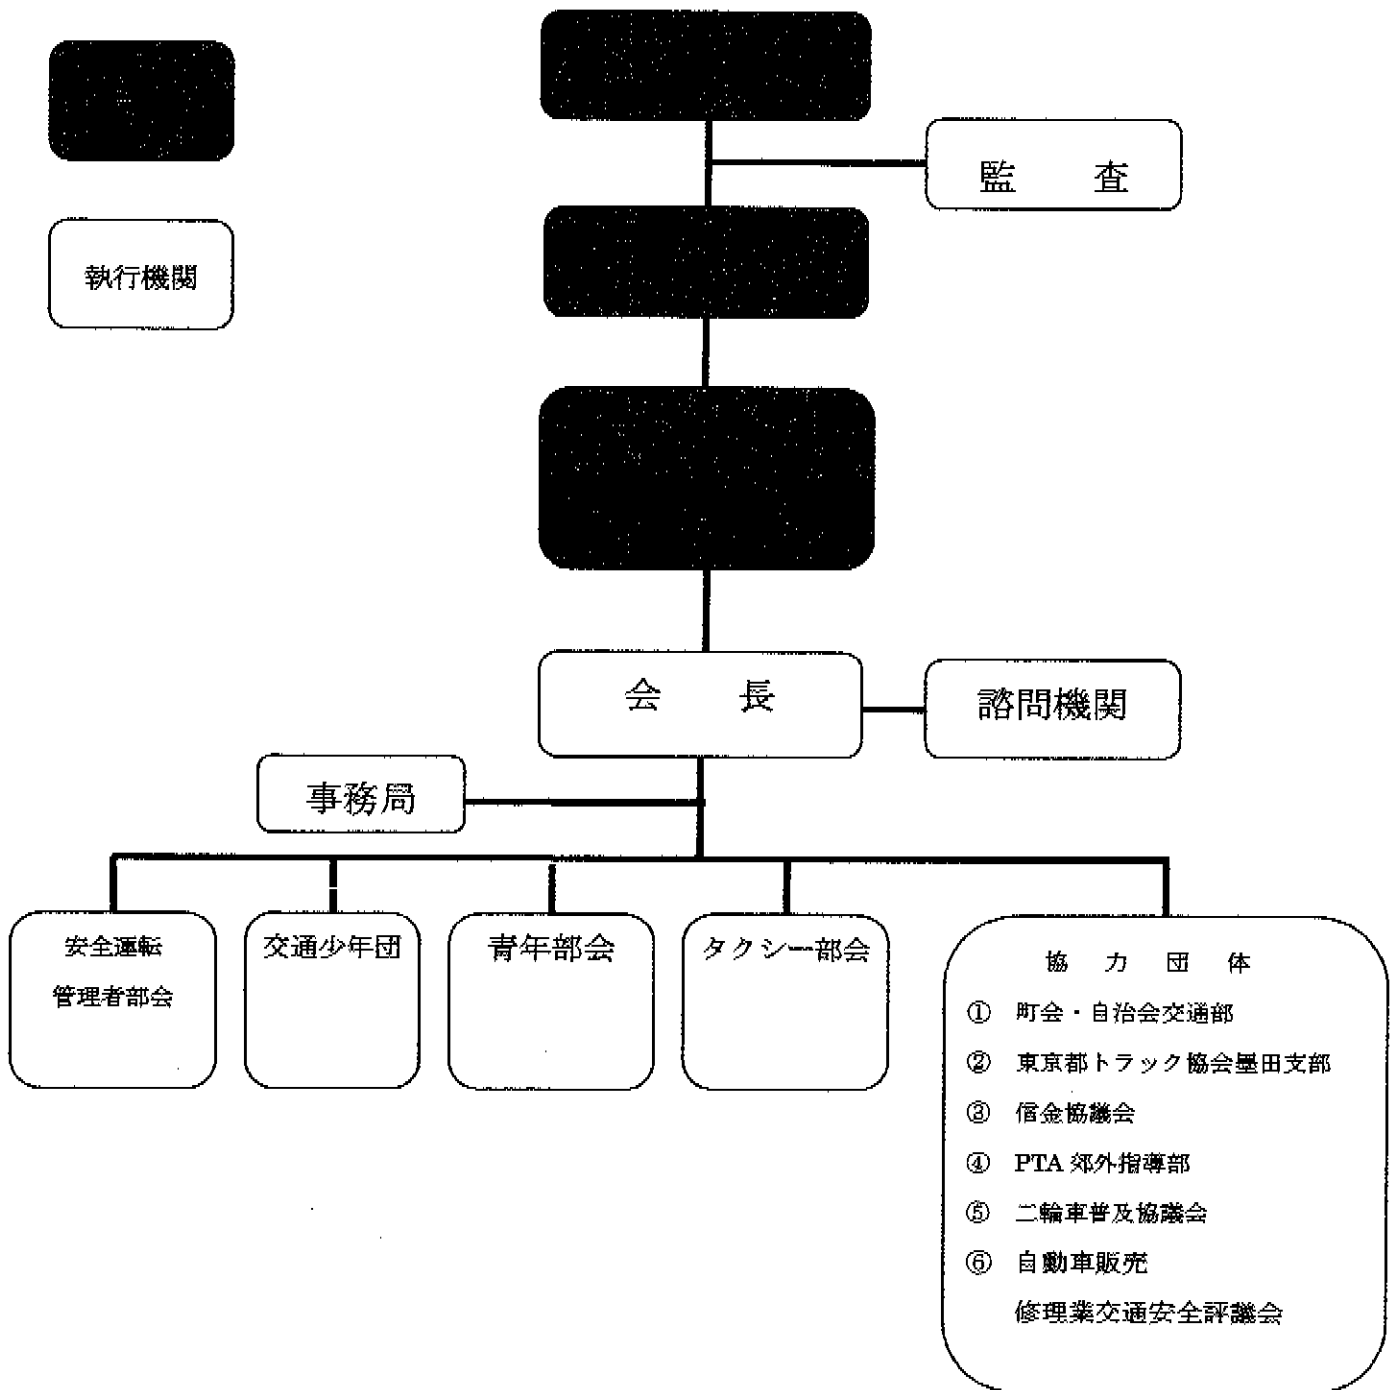 監　査
執行機関
会　長
諮問機関
事務局
安全運転
管理者部会
交通少年団
青年部会
タクシー部会
協　力　団　体
① 町会・自治会交通部
② 東京都トラック協会墨田支部
③ 信金協議会
④ PTA 郊外指導部
⑤ 二輪車普及協議会
⑥ 自動車販売
修理業交通安全評議会